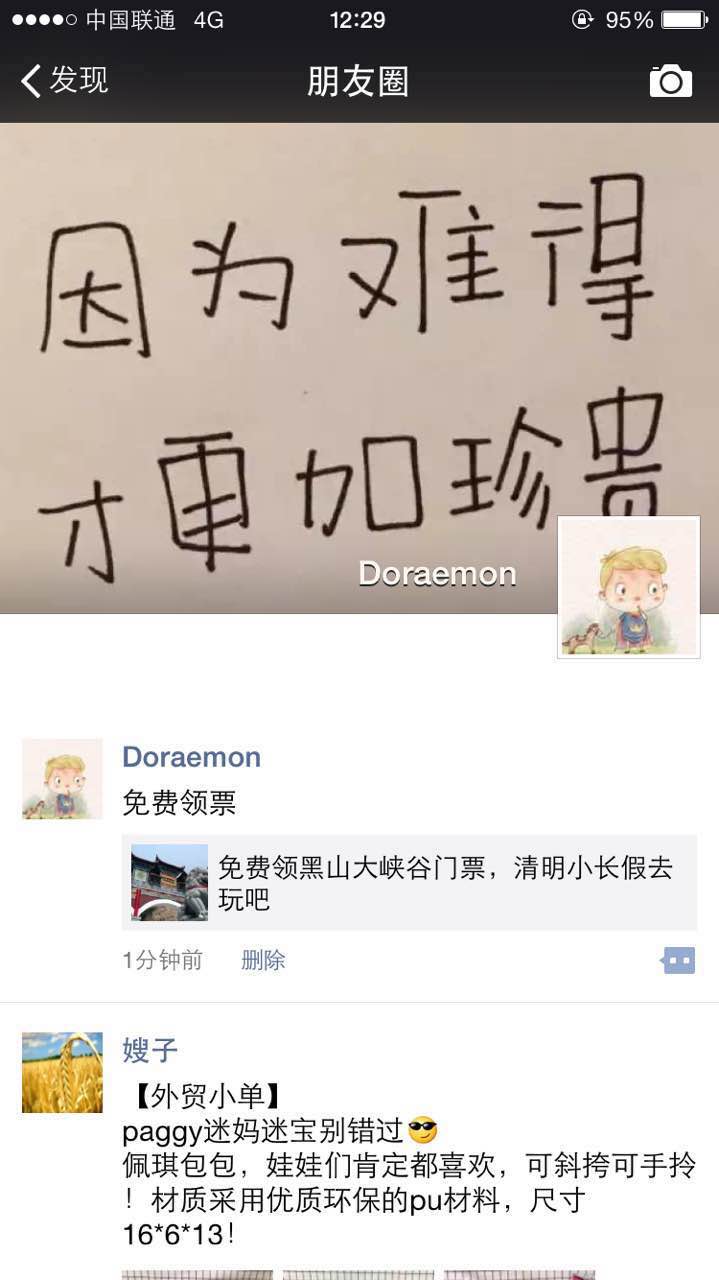 中国联通 4G 12:29 95%
发现 朋友圈
因为难得
才更加珍贵
Doraemon
Doraemon
免费领票
免费领黑山大峡谷门票，清明小长假去
玩吧
1分钟前 删除
嫂子
【外贸小单】
paggy迷妈迷宝别错过😎
佩琪包包，娃娃们肯定都喜欢，可斜挎可手拎
！材质采用优质环保的pu材料，尺寸
16*6*13！